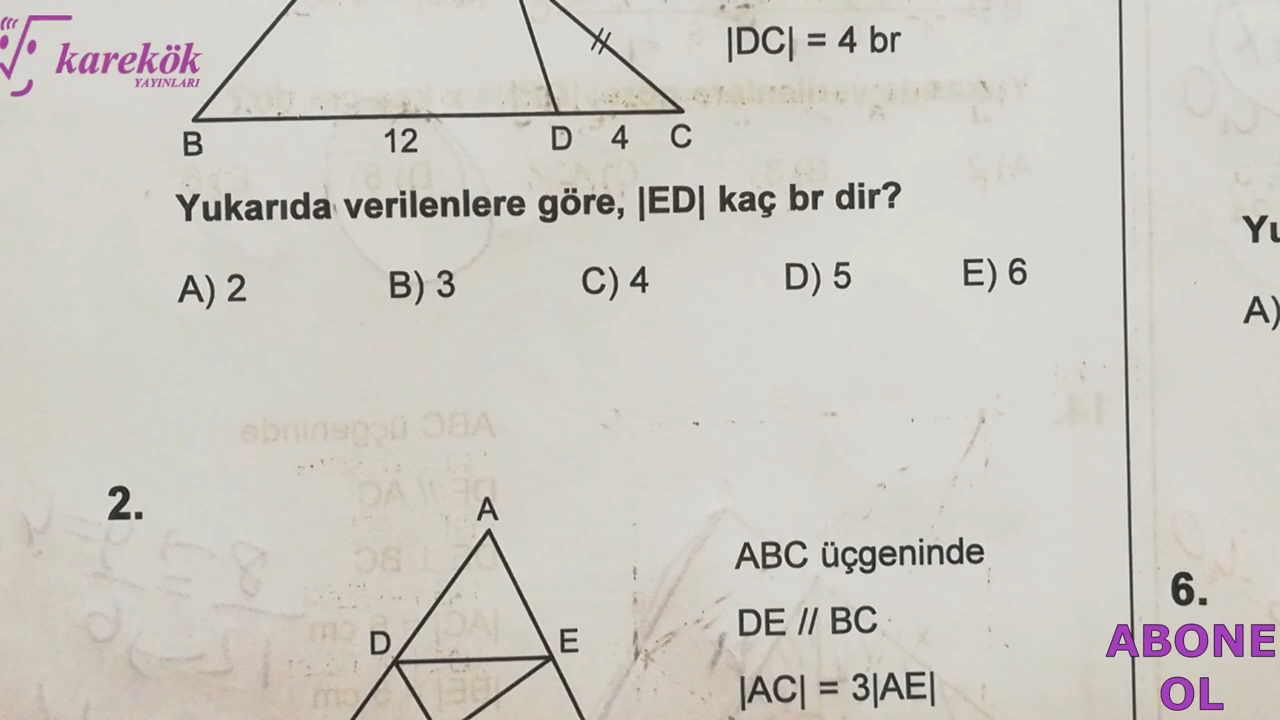 karekök
YAYINLARI
|DC| = 4 br
B 12 D 4 C
Yukarıda verilenlere göre, |ED| kaç br dir?
A) 2 B) 3 C) 4 D) 5 E) 6
2.
A
D E
ABC üçgeninde
DE // BC
|AC| = 3|AE|
A)
6.
ABONE
OL